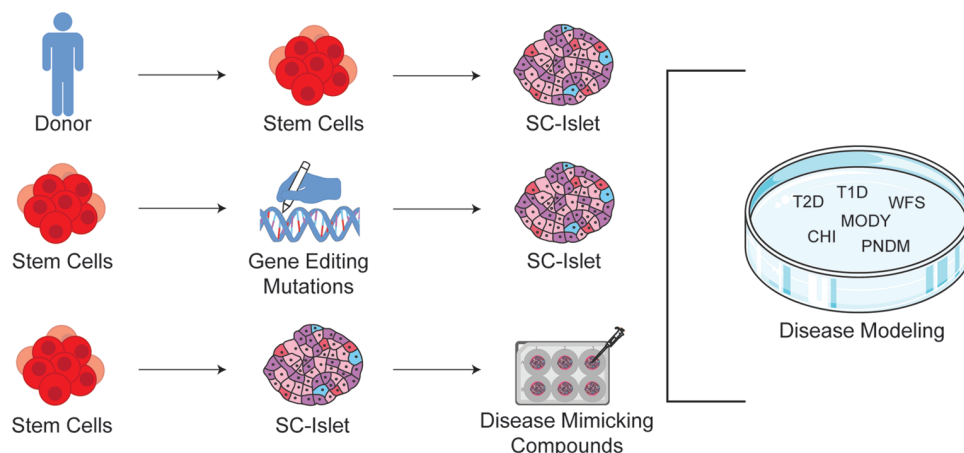 Donor
Stem Cells
SC-Islet
Stem Cells
Gene Editing
Mutations
SC-Islet
Stem Cells
SC-Islet
Disease Mimicking
Compounds
T2D
T1D
WFS
MODY
CHI
PNDM
Disease Modeling